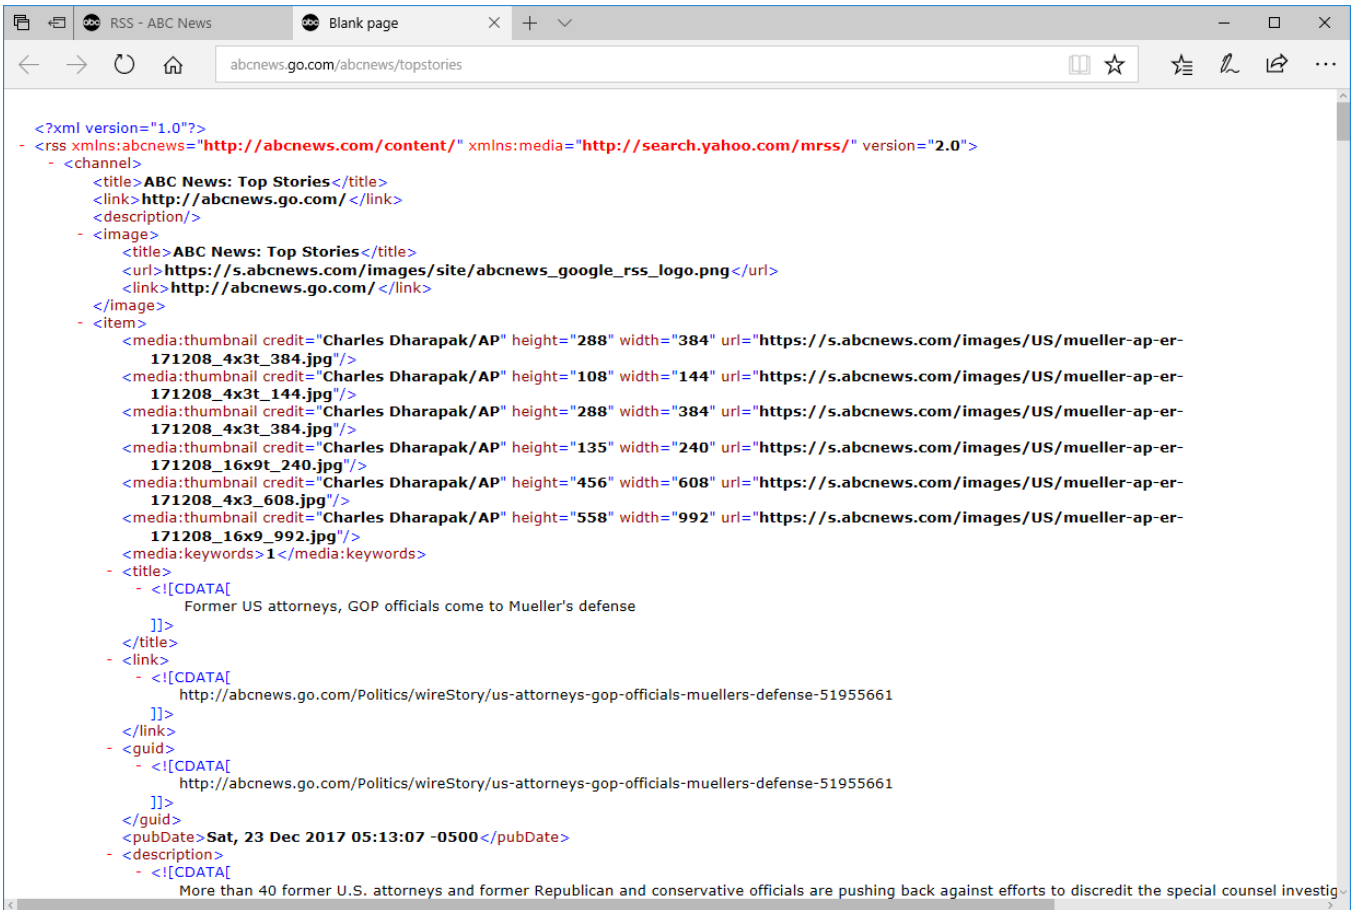 RSS - ABC News
Blank page
abcnews.go.com/abcnews/topstories
<?xml version="1.0"?>
- <rss xmlns:abcnews="http://abcnews.com/content/" xmlns:media="http://search.yahoo.com/mrss/" version="2.0">
- <channel>
<title>ABC News: Top Stories</title>
<link>http://abcnews.go.com/</link>
<description/>
- <image>
<title>ABC News: Top Stories</title>
<url>https://s.abcnews.com/images/site/abcnews_google_rss_logo.png</url>
<link>http://abcnews.go.com/</link>
</image>
- <item>
<media:thumbnail credit="Charles Dharapak/AP" height="288" width="384" url="https://s.abcnews.com/images/US/mueller-ap-er-
171208_4x3t_384.jpg"/>
<media:thumbnail credit="Charles Dharapak/AP" height="108" width="144" url="https://s.abcnews.com/images/US/mueller-ap-er-
171208_4x3t_144.jpg"/>
<media:thumbnail credit="Charles Dharapak/AP" height="288" width="384" url="https://s.abcnews.com/images/US/mueller-ap-er-
171208_4x3t_384.jpg"/>
<media:thumbnail credit="Charles Dharapak/AP" height="135" width="240" url="https://s.abcnews.com/images/US/mueller-ap-er-
171208_16x9t_240.jpg"/>
<media:thumbnail credit="Charles Dharapak/AP" height="456" width="608" url="https://s.abcnews.com/images/US/mueller-ap-er-
171208_4x3_608.jpg"/>
<media:thumbnail credit="Charles Dharapak/AP" height="558" width="992" url="https://s.abcnews.com/images/US/mueller-ap-er-
171208_16x9_992.jpg"/>
<media:keywords>1</media:keywords>
- <title>
- <![CDATA[
Former US attorneys, GOP officials come to Mueller's defense
]]>
</title>
- <link>
- <![CDATA[
http://abcnews.go.com/Politics/wireStory/us-attorneys-gop-officials-muellers-defense-51955661
]]>
</link>
- <guid>
- <![CDATA[
http://abcnews.go.com/Politics/wireStory/us-attorneys-gop-officials-muellers-defense-51955661
]]>
</guid>
<pubDate>Sat, 23 Dec 2017 05:13:07 -0500</pubDate>
- <description>
- <![CDATA[
More than 40 former U.S. attorneys and former Republican and conservative officials are pushing back against efforts to discredit the special counsel investig